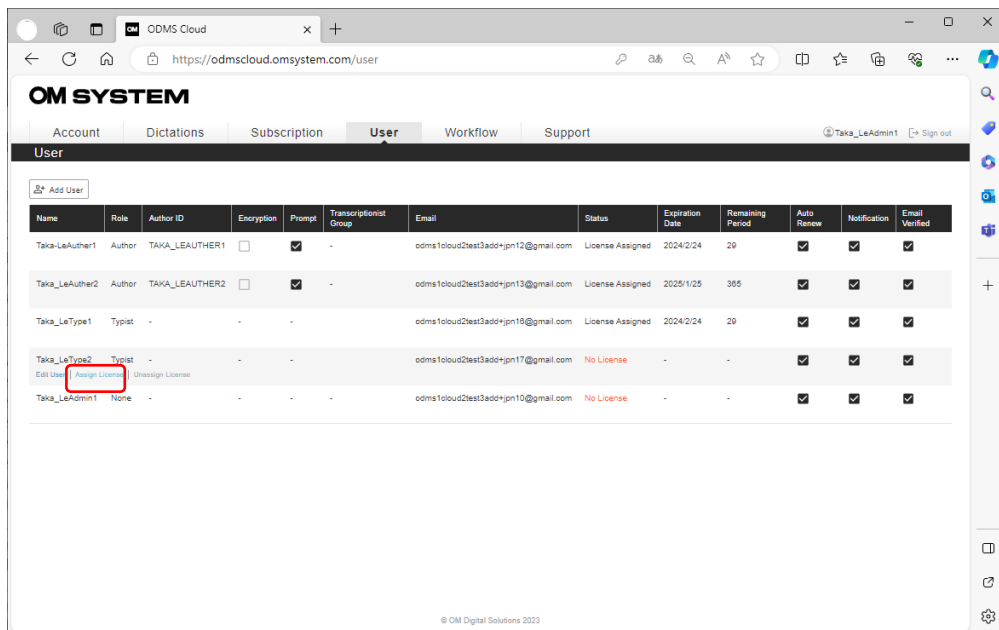 OM ODMS Cloud
https://odmscloud.omsystem.com/user
OM SYSTEM
Account Dictations Subscription User Workflow Support Taka_LeAdmin1 Sign out
User
Add User
Name Role Author ID Encryption Prompt Transcriptionist Group Email Status Expiration Date Remaining Period Auto Renew Notification Email Verified
Taka-LeAuther1 Author TAKA_LEAUTHER1 - odms1cloud2test3add+jpn12@gmail.com License Assigned 2024/2/24 29
Taka_LeAuther2 Author TAKA_LEAUTHER2 - odms1cloud2test3add+jpn13@gmail.com License Assigned 2025/1/25 365
Taka_LeType1 Typist - - - odms1cloud2test3add+jpn16@gmail.com License Assigned 2024/2/24 29
Taka_LeType2 Typist - - - odms1cloud2test3add+jpn17@gmail.com No License - -
Edit User | Assign License | Unassign License
Taka_LeAdmin1 None - - - - odms1cloud2test3add+jpn10@gmail.com No License - -
© OM Digital Solutions 2023